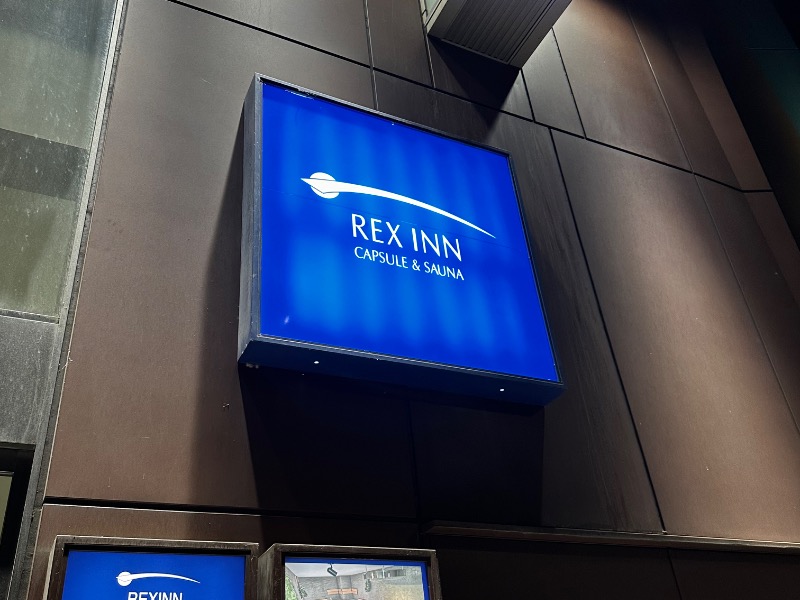 REX INN
CAPSULE & SAUNA
REXINN